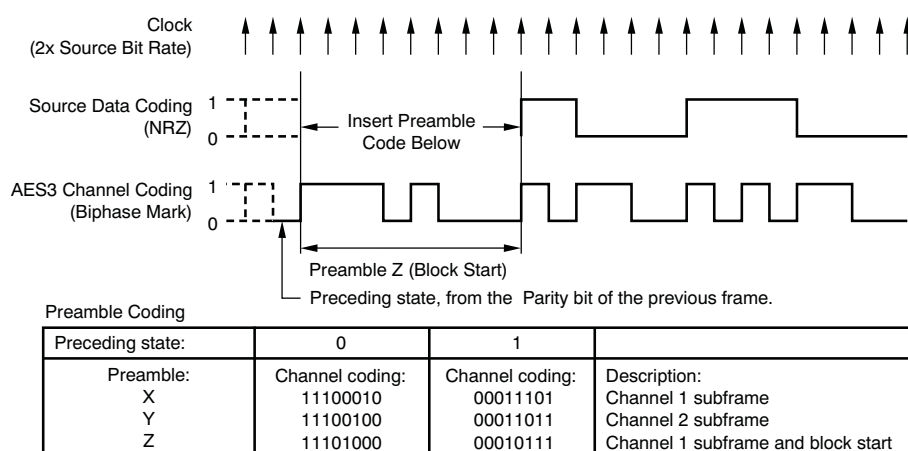 Clock
(2x Source Bit Rate)
Source Data Coding
(NRZ)
1
0
Insert Preamble
Code Below
AES3 Channel Coding
(Biphase Mark)
1
0
Preamble Z (Block Start)
Preceding state, from the Parity bit of the previous frame.
Preamble Coding
Preceding state: 0 1
Preamble: Channel coding: Channel coding: Description:
X 11100010 00011101 Channel 1 subframe
Y 11100100 00011011 Channel 2 subframe
Z 11101000 00010111 Channel 1 subframe and block start